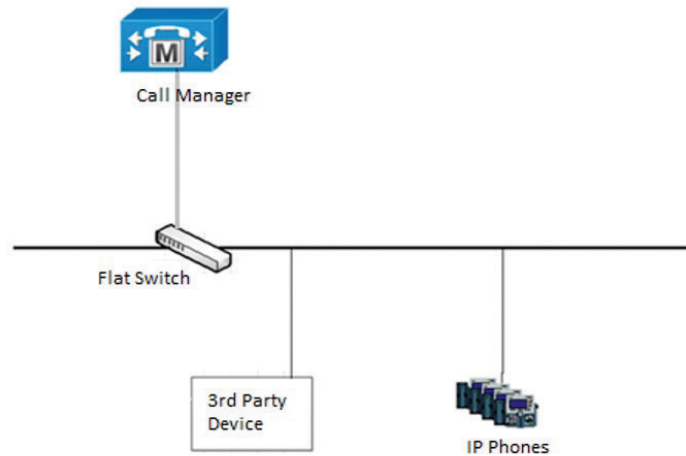 M
Call Manager
Flat Switch
3rd Party
Device
IP Phones